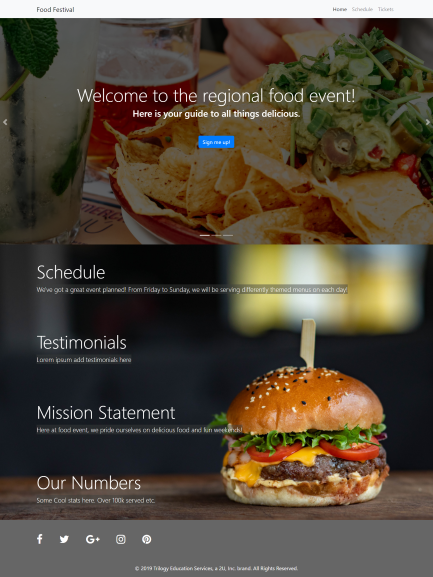 Food Festival
Home Schedule Tickets
Welcome to the regional food event!
Here is your guide to all things delicious.
Sign me up!
Schedule
We've got a great event planned! From Friday to Sunday, we will be serving differently themed menus on each day!
Testimonials
Lorem ipsum add testimonials here
Mission Statement
Here at food event, we pride ourselves on delicious food and fun weekends!
Our Numbers
Some Cool stats here. Over 100k served etc.
© 2019 Trilogy Education Services, a 2U, Inc. brand. All Rights Reserved.